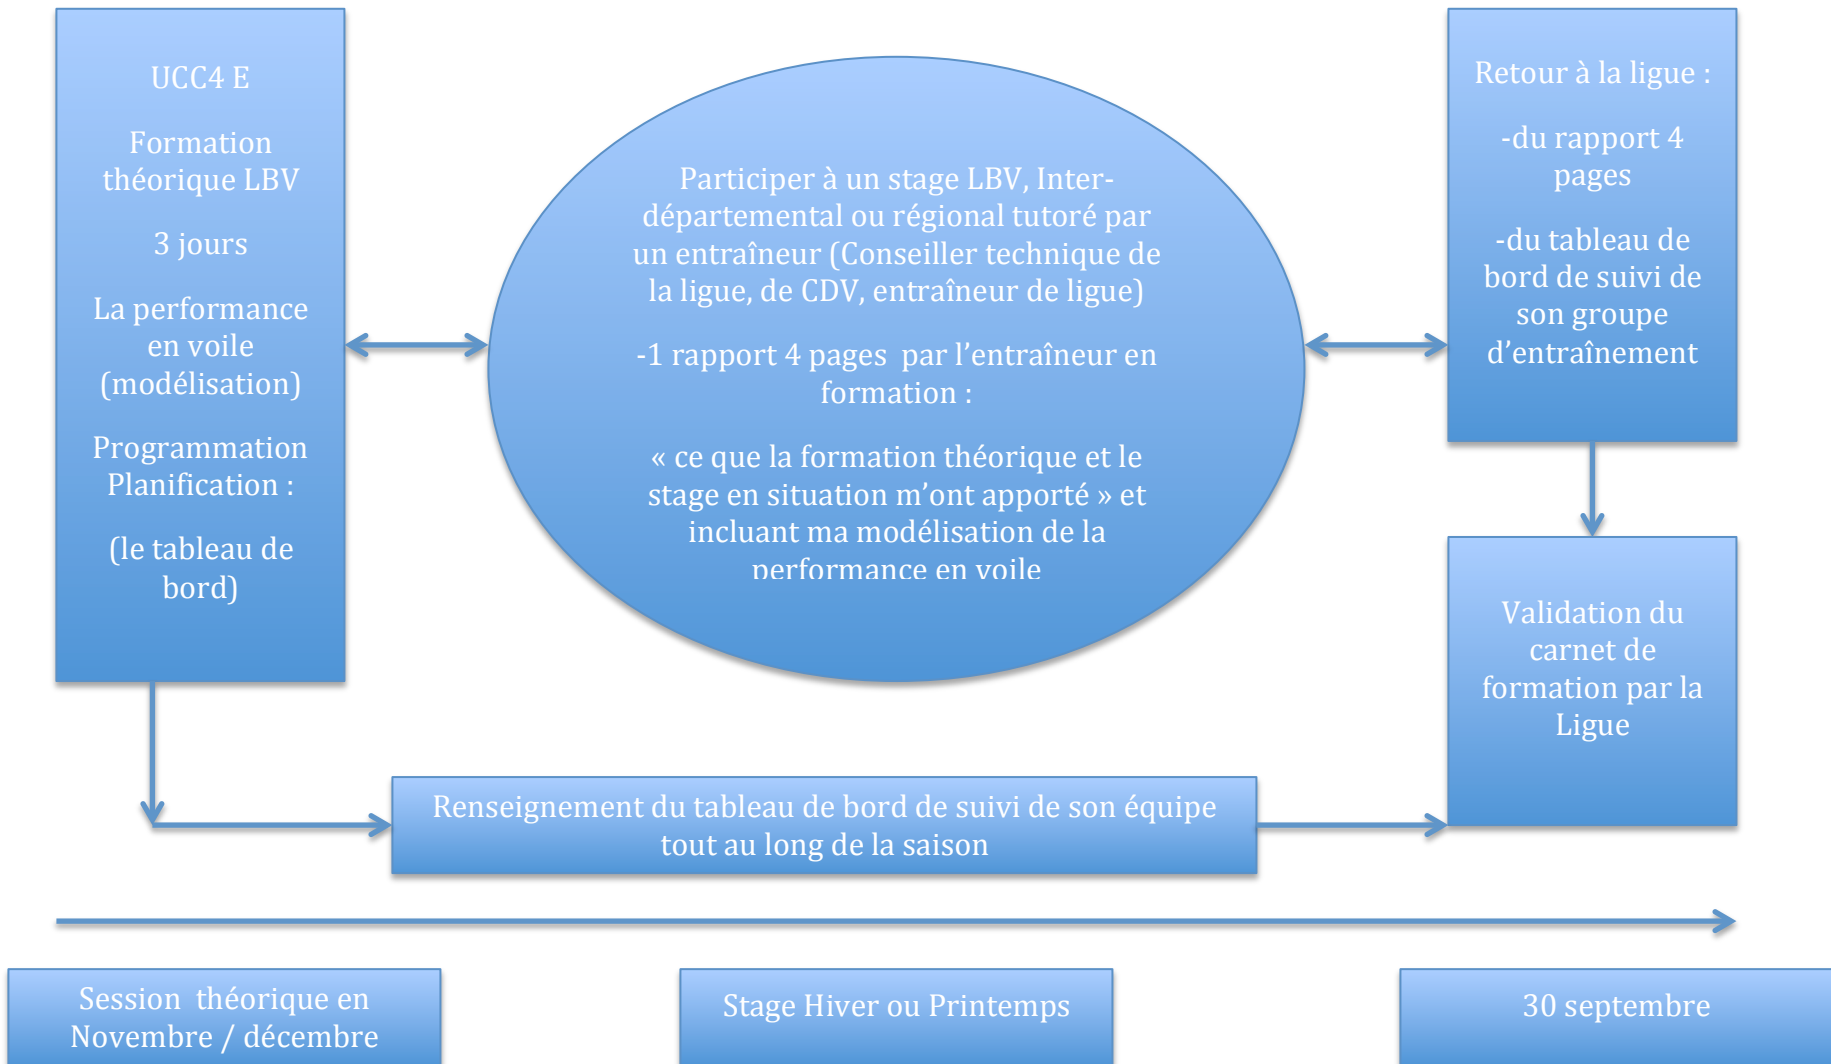 UCC4 E
Formation
théorique LBV
3 jours
La performance
en voile
(modélisation)
Programmation
Planification :
(le tableau de
bord)
Participer à un stage LBV, Inter-
départemental ou régional tutoré par
un entraîneur (Conseiller technique de
la ligue, de CDV, entraîneur de ligue)
-1 rapport 4 pages  par l’entraîneur en
formation :
« ce que la formation théorique et le
stage en situation m’ont apporté » et
incluant ma modélisation de la
performance en voile
Retour à la ligue :
-du rapport 4
pages
-du tableau de
bord de suivi de
son groupe
d’entraînement
Validation du
carnet de
formation par la
Ligue
Renseignement du tableau de bord de suivi de son équipe
tout au long de la saison
Session  théorique en
Novembre / décembre
Stage Hiver ou Printemps
30 septembre